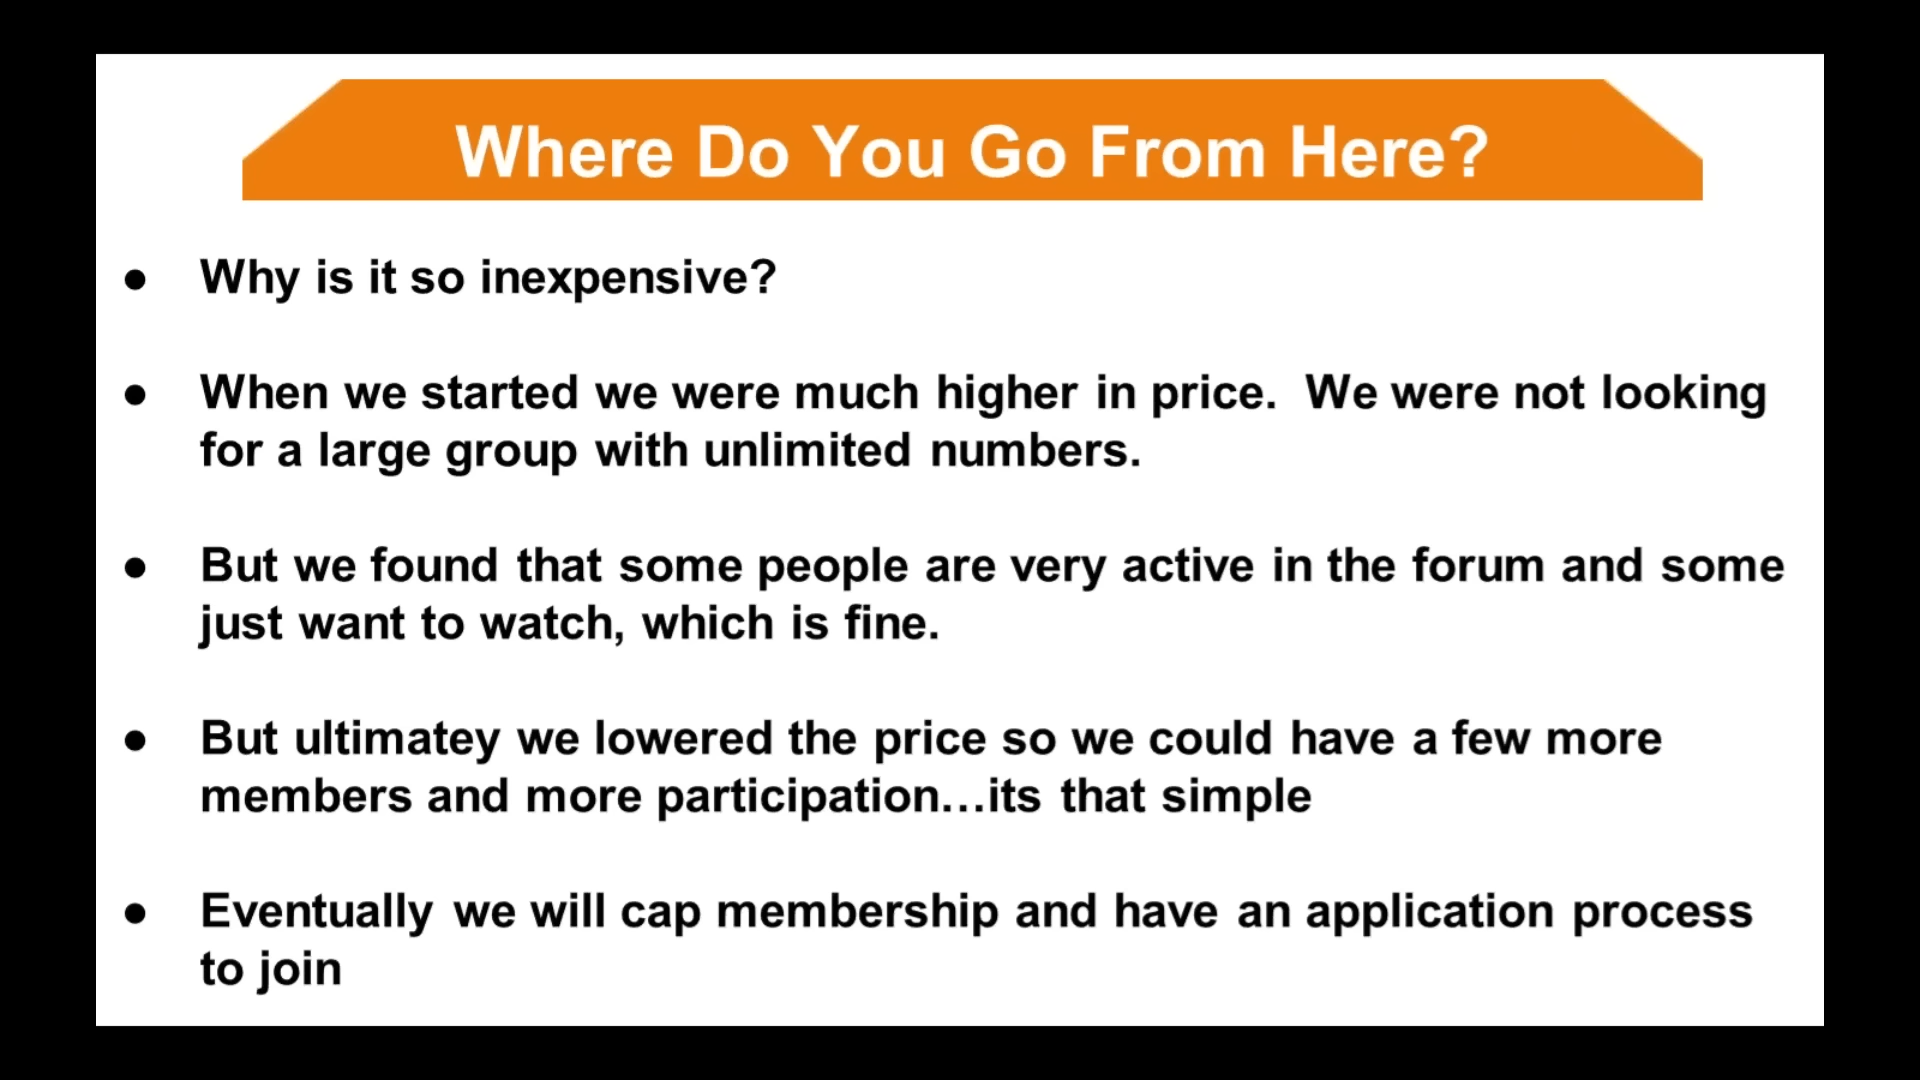 Where Do You Go From Here?
● Why is it so inexpensive?
● When we started we were much higher in price.  We were not looking
for a large group with unlimited numbers.
● But we found that some people are very active in the forum and some
just want to watch, which is fine.
● But ultimatey we lowered the price so we could have a few more
members and more participation…its that simple
● Eventually we will cap membership and have an application process
to join